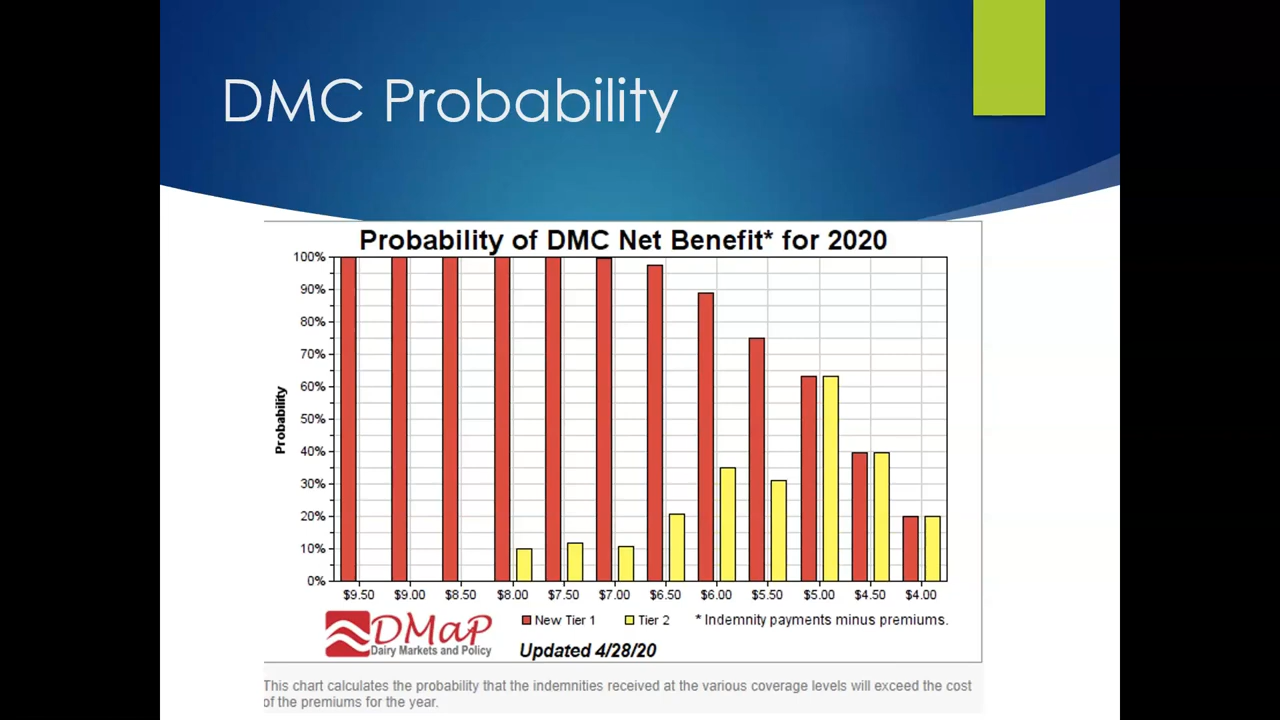 DMC Probability
Probability of DMC Net Benefit* for 2020
100%
90%
80%
70%
60%
50%
40%
30%
20%
10%
0%
Probability
$9.50 $9.00 $8.50 $8.00 $7.50 $7.00 $6.50 $6.00 $5.50 $5.00 $4.50 $4.00
New Tier 1 Tier 2 * Indemnity payments minus premiums.
DMaP
Dairy Markets and Policy
Updated 4/28/20
This chart calculates the probability that the indemnities received at the various coverage levels will exceed the cost
of the premiums for the year.